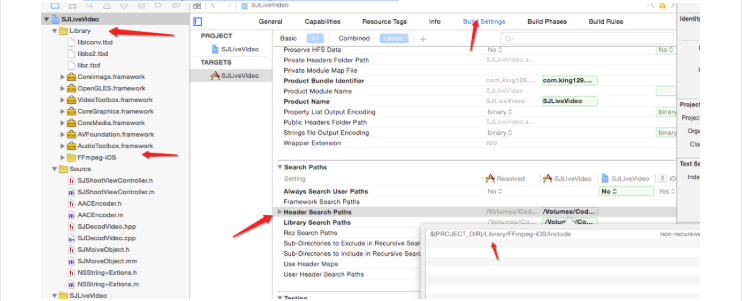 SJLiveVideo
Library
libiconv.tbd
libbz2.tbd
libz.tbd
CoreImage.framework
OpenGLES.framework
VideoToolbox.framework
CoreGraphics.framework
CoreMedia.framework
AVFoundation.framework
AudioToolbox.framework
FFmpeg-iOS
Source
SJShootViewController.h
SJShootViewController.m
AACEncoder.h
AACEncoder.m
SJDecodVideo.hpp
SJDecodVideo.cpp
SJMoiveObject.h
SJMoiveObject.mm
NSString+Extions.h
NSString+Extions.m
SJLiveVideo
SJLiveVideo
General Capabilities Resource Tags Info Build Settings Build Phases Build Rules
PROJECT
SJLiveVideo
TARGETS
SJLiveVideo
Basic All Combined Levels +
Preserve HFS Data No No
Private Headers Folder Path SJLiveVideo.a...
Private Module Map File
Product Bundle Identifier com.king129.... com.king129....
Product Module Name SJLiveVideo
Product Name SJLiveVideo SJLiveVideo
Property List Output Encoding binary binary
Public Headers Folder Path SJLiveVideo.a...
Strings file Output Encoding binary binary
Wrapper Extension app
Search Paths
Setting Resolved SJLiveVideo SJLiveVideo iO
Always Search User Paths No No Yes
Framework Search Paths
Header Search Paths /Volumes/Cod... /Volumes/Cod...
Library Search Paths /Volumes/Cod... /Volumes/Cod...
Rez Search Paths
Sub-Directories to Exclude in Recursive Sear
Sub-Directories to Include in Recursive Sear
Use Header Maps
User Header Search Paths
Testing
$(PROJECT_DIR)/Library/FFmpeg-iOS/include non-recursive
Identity
Project
Projec
Orga
Cla
Text Se
Inde